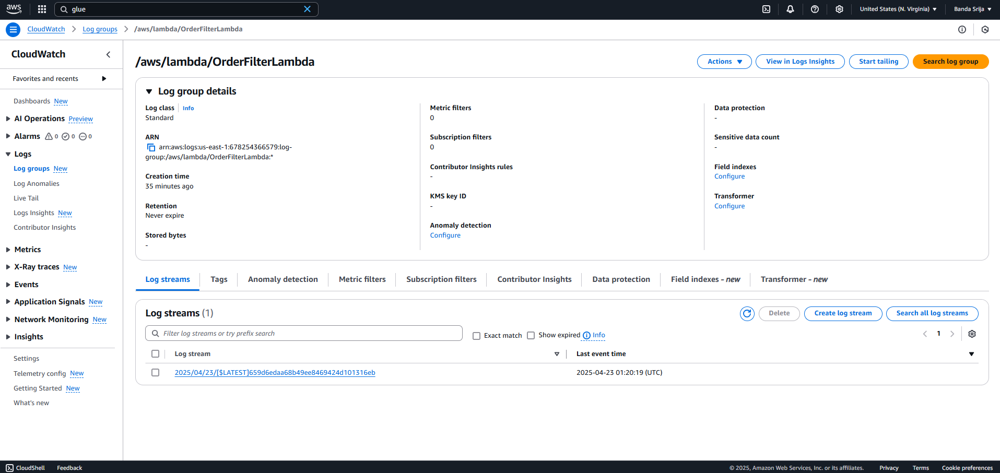 aws
glue
United States (N. Virginia)
Banda Srija
CloudWatch
Log groups
/aws/lambda/OrderFilterLambda
CloudWatch
Favorites and recents
Dashboards New
AI Operations Preview
Alarms 0 0 0
Logs
Log groups New
Log Anomalies
Live Tail
Logs Insights New
Contributor Insights
Metrics
X-Ray traces New
Events
Application Signals New
Network Monitoring New
Insights
Settings
Telemetry config New
Getting Started New
What's new
/aws/lambda/OrderFilterLambda
Actions
View in Logs Insights
Start tailing
Search log group
Log group details
Log class Info
Standard
ARN
arn:aws:logs:us-east-1:678254366579:log-
group:/aws/lambda/OrderFilterLambda:*
Creation time
35 minutes ago
Retention
Never expire
Stored bytes
-
Metric filters
0
Subscription filters
0
Contributor Insights rules
-
KMS key ID
-
Anomaly detection
Configure
Data protection
-
Sensitive data count
-
Field indexes
Configure
Transformer
Configure
Log streams
Tags
Anomaly detection
Metric filters
Subscription filters
Contributor Insights
Data protection
Field indexes - new
Transformer - new
Log streams (1)
Delete
Create log stream
Search all log streams
Filter log streams or try prefix search
Exact match
Show expired
Info
1
Log stream
Last event time
2025/04/23/[$LATEST]659d6edaa68b49ee8469424d101316eb
2025-04-23 01:20:19 (UTC)
CloudShell
Feedback
© 2025, Amazon Web Services, Inc. or its affiliates.
Privacy
Terms
Cookie preferences